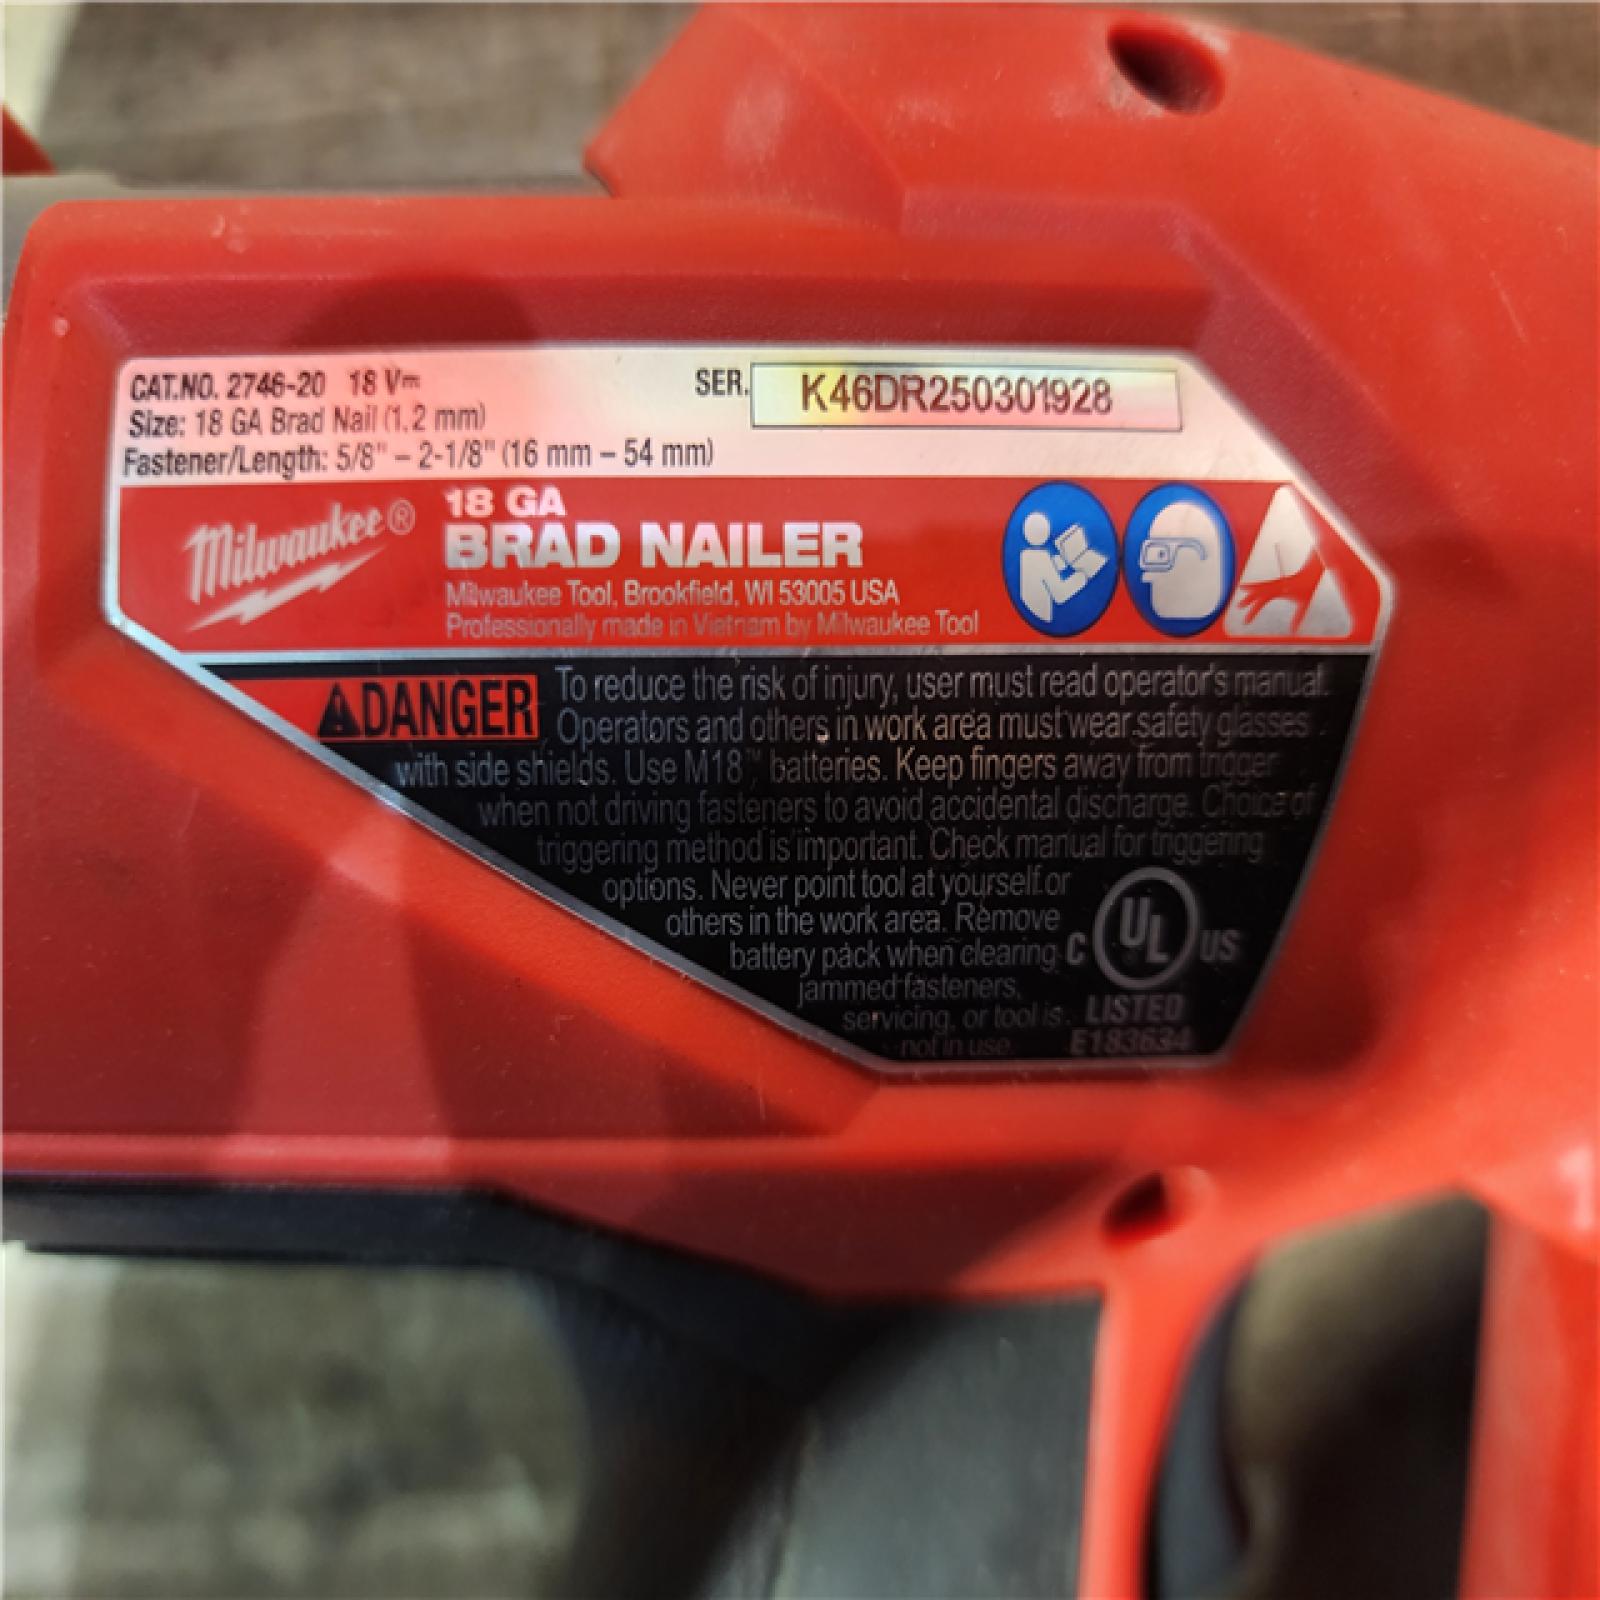 CAT.NO. 2746-20 18 V⎓
SER. K46DR250301928
Size: 18 GA Brad Nail (1.2 mm)
Fastener/Length: 5/8" – 2-1/8" (16 mm – 54 mm)
Milwaukee®
18 GA
BRAD NAILER
Milwaukee Tool, Brookfield, WI 53005 USA
Professionally made in Vietnam by Milwaukee Tool
DANGER To reduce the risk of injury, user must read operator's manual.
Operators and others in work area must wear safety glasses
with side shields. Use M18™ batteries. Keep fingers away from trigger
when not driving fasteners to avoid accidental discharge. Choice of
triggering method is important. Check manual for triggering
options. Never point tool at yourself or
others in the work area. Remove
battery pack when clearing
jammed fasteners,
servicing, or tool is
not in use.
C UL US
LISTED
E183634